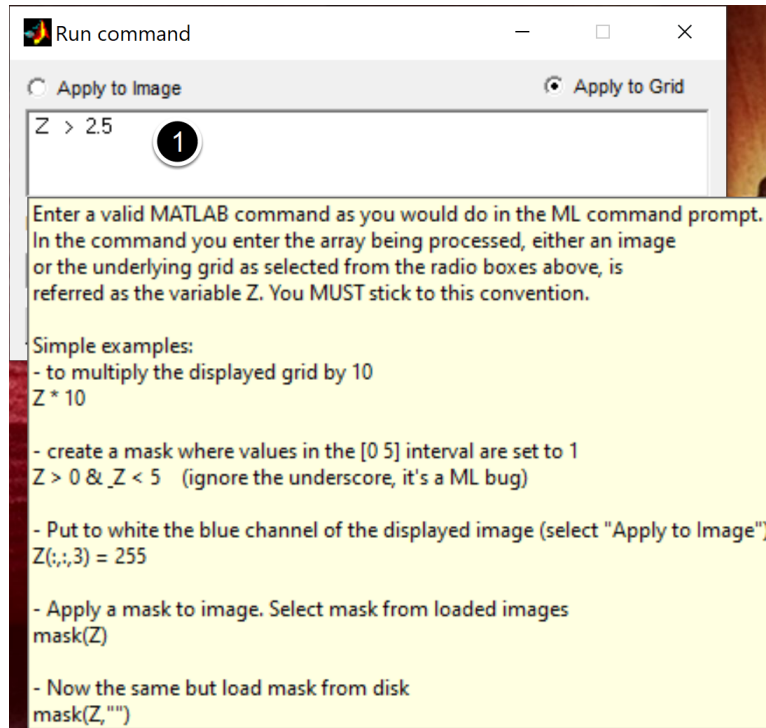 Run command
Apply to Image
Apply to Grid
Z > 2.5
1
Enter a valid MATLAB command as you would do in the ML command prompt.
In the command you enter the array being processed, either an image
or the underlying grid as selected from the radio boxes above, is
referred as the variable Z. You MUST stick to this convention.
Simple examples:
- to multiply the displayed grid by 10
Z * 10
- create a mask where values in the [0 5] interval are set to 1
Z > 0 & _Z < 5 (ignore the underscore, it's a ML bug)
- Put to white the blue channel of the displayed image (select "Apply to Image")
Z(:,:,3) = 255
- Apply a mask to image. Select mask from loaded images
mask(Z)
- Now the same but load mask from disk
mask(Z,"")